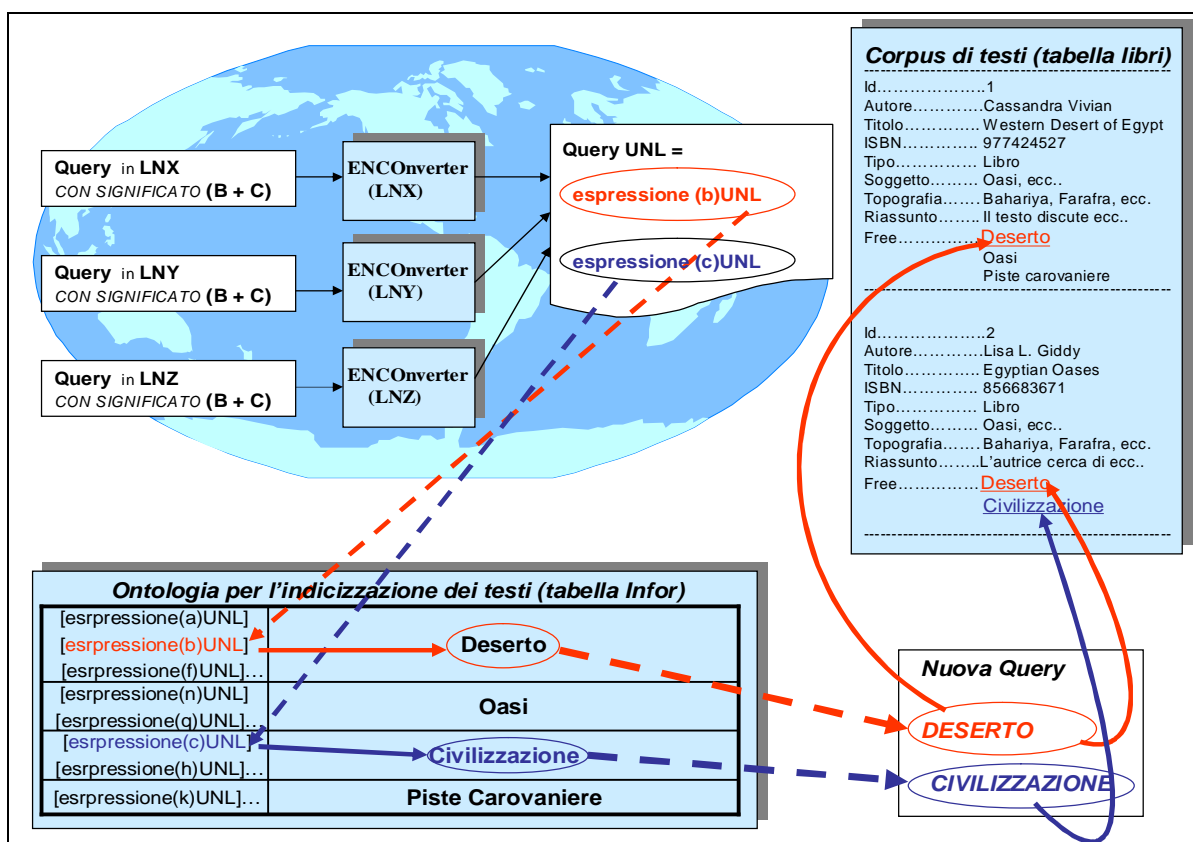 Query in LNX
CON SIGNIFICATO (B + C)
ENCOnverter
(LNX)
Query in LNY
CON SIGNIFICATO (B + C)
ENCOnverter
(LNY)
Query in LNZ
CON SIGNIFICATO (B + C)
ENCOnverter
(LNZ)
Query UNL =
espressione (b)UNL
espressione (c)UNL
Corpus di testi (tabella libri)
Id………………..1
Autore………….Cassandra Vivian
Titolo………….. Western Desert of Egypt
ISBN………….. 977424527
Tipo…………… Libro
Soggetto……… Oasi, ecc..
Topografia……. Bahariya, Farafra, ecc.
Riassunto…….. Il testo discute ecc..
Free…………… Deserto
Oasi
Piste carovaniere
Id………………..2
Autore………….Lisa L. Giddy
Titolo………….. Egyptian Oases
ISBN………….. 856683671
Tipo…………… Libro
Soggetto……… Oasi, ecc..
Topografia……. Bahariya, Farafra, ecc.
Riassunto……..L'autrice cerca di ecc..
Free……………Deserto
Civilizzazione
Ontologia per l'indicizzazione dei testi (tabella Infor)
[esrpressione(a)UNL]
[esrpressione(b)UNL]
[esrpressione(f)UNL]…
Deserto
[esrpressione(n)UNL]
[esrpressione(q)UNL]…
Oasi
[esrpressione(c)UNL]
[esrpressione(h)UNL]…
Civilizzazione
[esrpressione(k)UNL]…
Piste Carovaniere
Nuova Query
DESERTO
CIVILIZZAZIONE